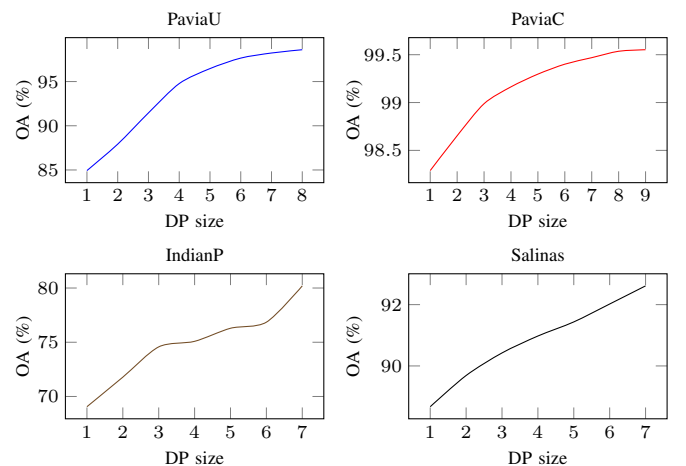 PaviaU
OA (%)
95
90
85
1 2 3 4 5 6 7 8
DP size
PaviaC
OA (%)
99.5
99
98.5
1 2 3 4 5 6 7 8 9
DP size
IndianP
OA (%)
80
75
70
1 2 3 4 5 6 7
DP size
Salinas
OA (%)
92
90
1 2 3 4 5 6 7
DP size